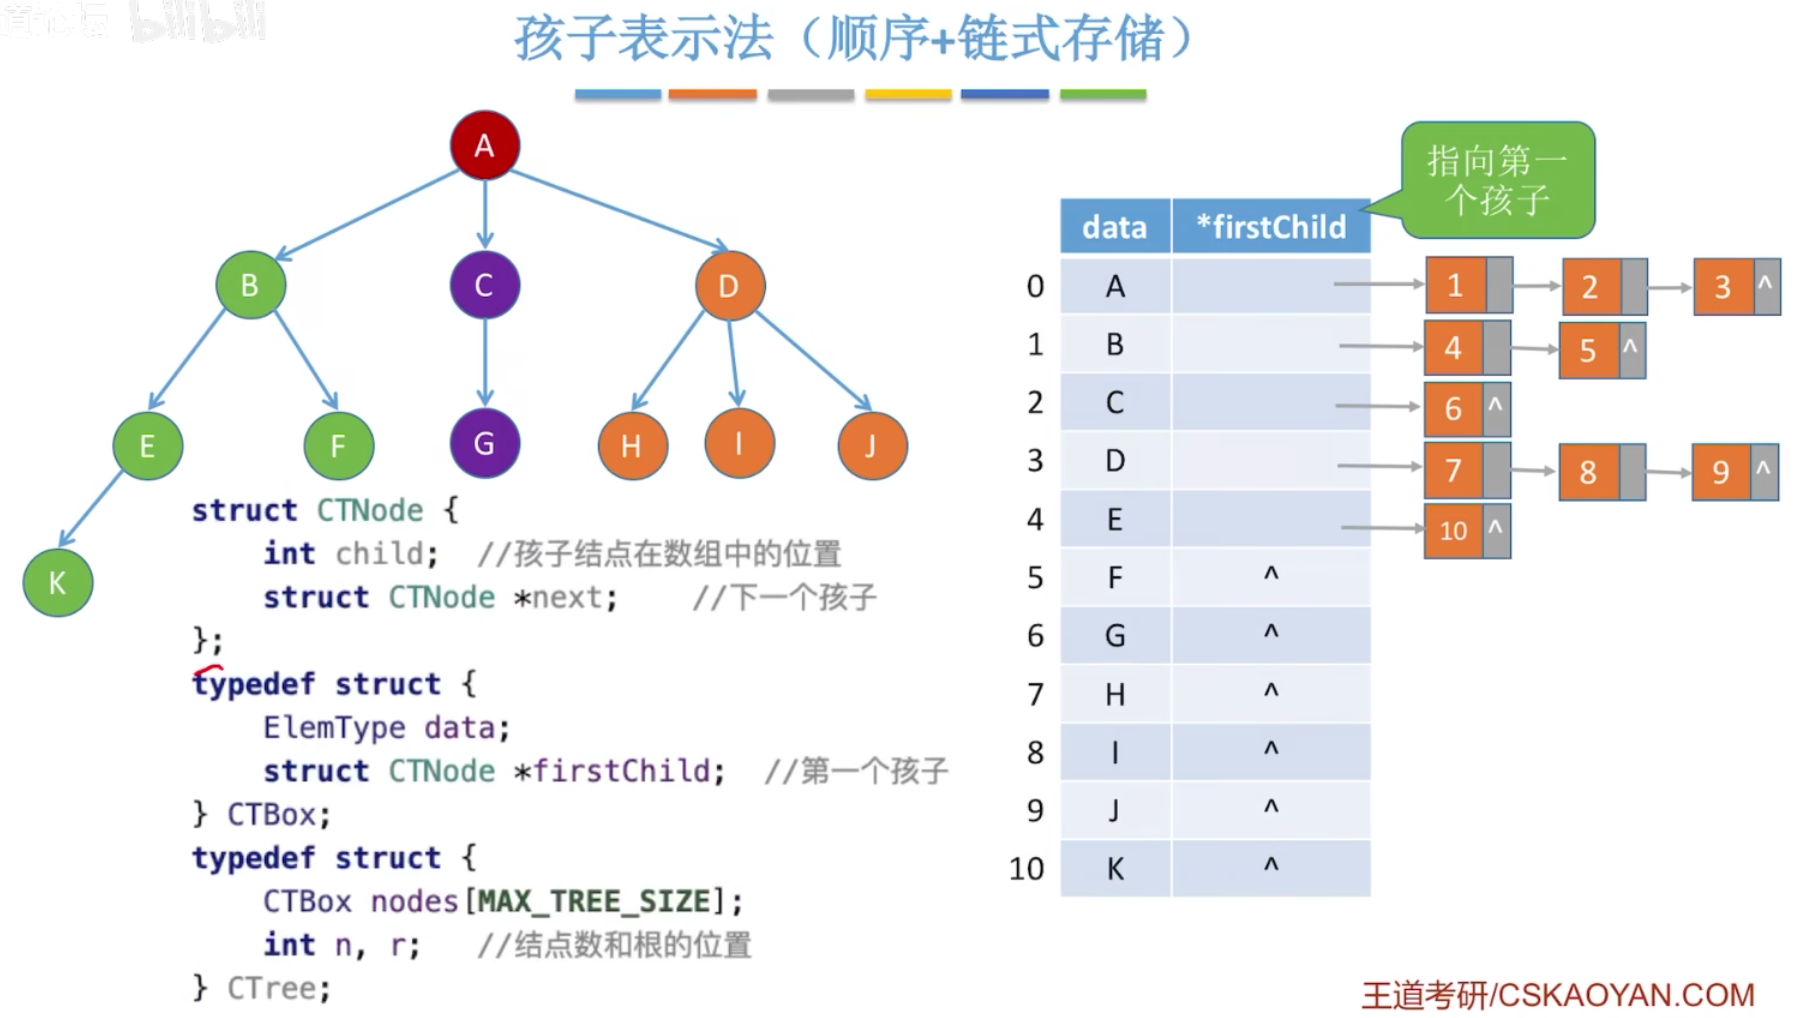 bilibili
孩子表示法（顺序+链式存储）
A
B
C
D
E
F
G
H
I
J
K
struct CTNode {
int child; //孩子结点在数组中的位置
struct CTNode *next; //下一个孩子
};
typedef struct {
ElemType data;
struct CTNode *firstChild; //第一个孩子
} CTBox;
typedef struct {
CTBox nodes[MAX_TREE_SIZE];
int n, r; //结点数和根的位置
} CTree;
指向第一
个孩子
data *firstChild
0 A 1 2 3 ^
1 B 4 5 ^
2 C 6 ^
3 D 7 8 9 ^
4 E 10 ^
5 F ^
6 G ^
7 H ^
8 I ^
9 J ^
10 K ^
王道考研/CSKAOYAN.COM